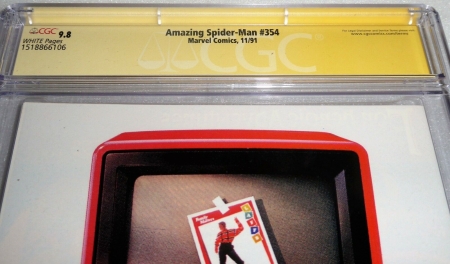 CGC 9.8
WHITE Pages
1518866106
Amazing Spider-Man #354
Marvel Comics, 11/91
CGC